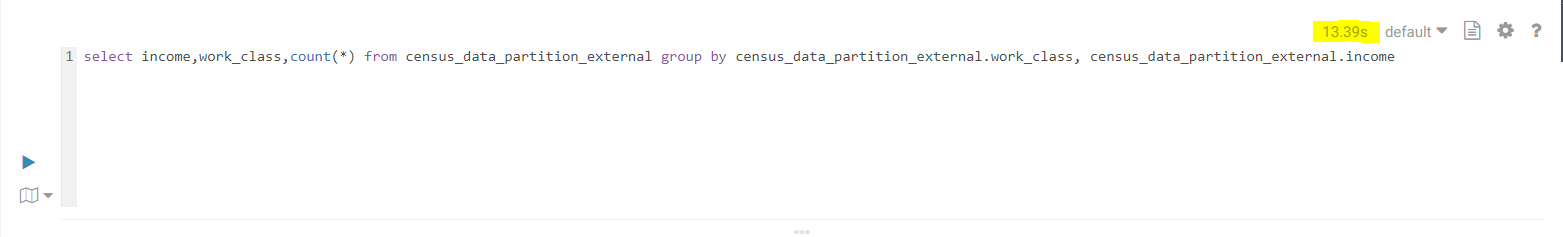 13.39s default ?
1 select income,work_class,count(*) from census_data_partition_external group by census_data_partition_external.work_class, census_data_partition_external.income